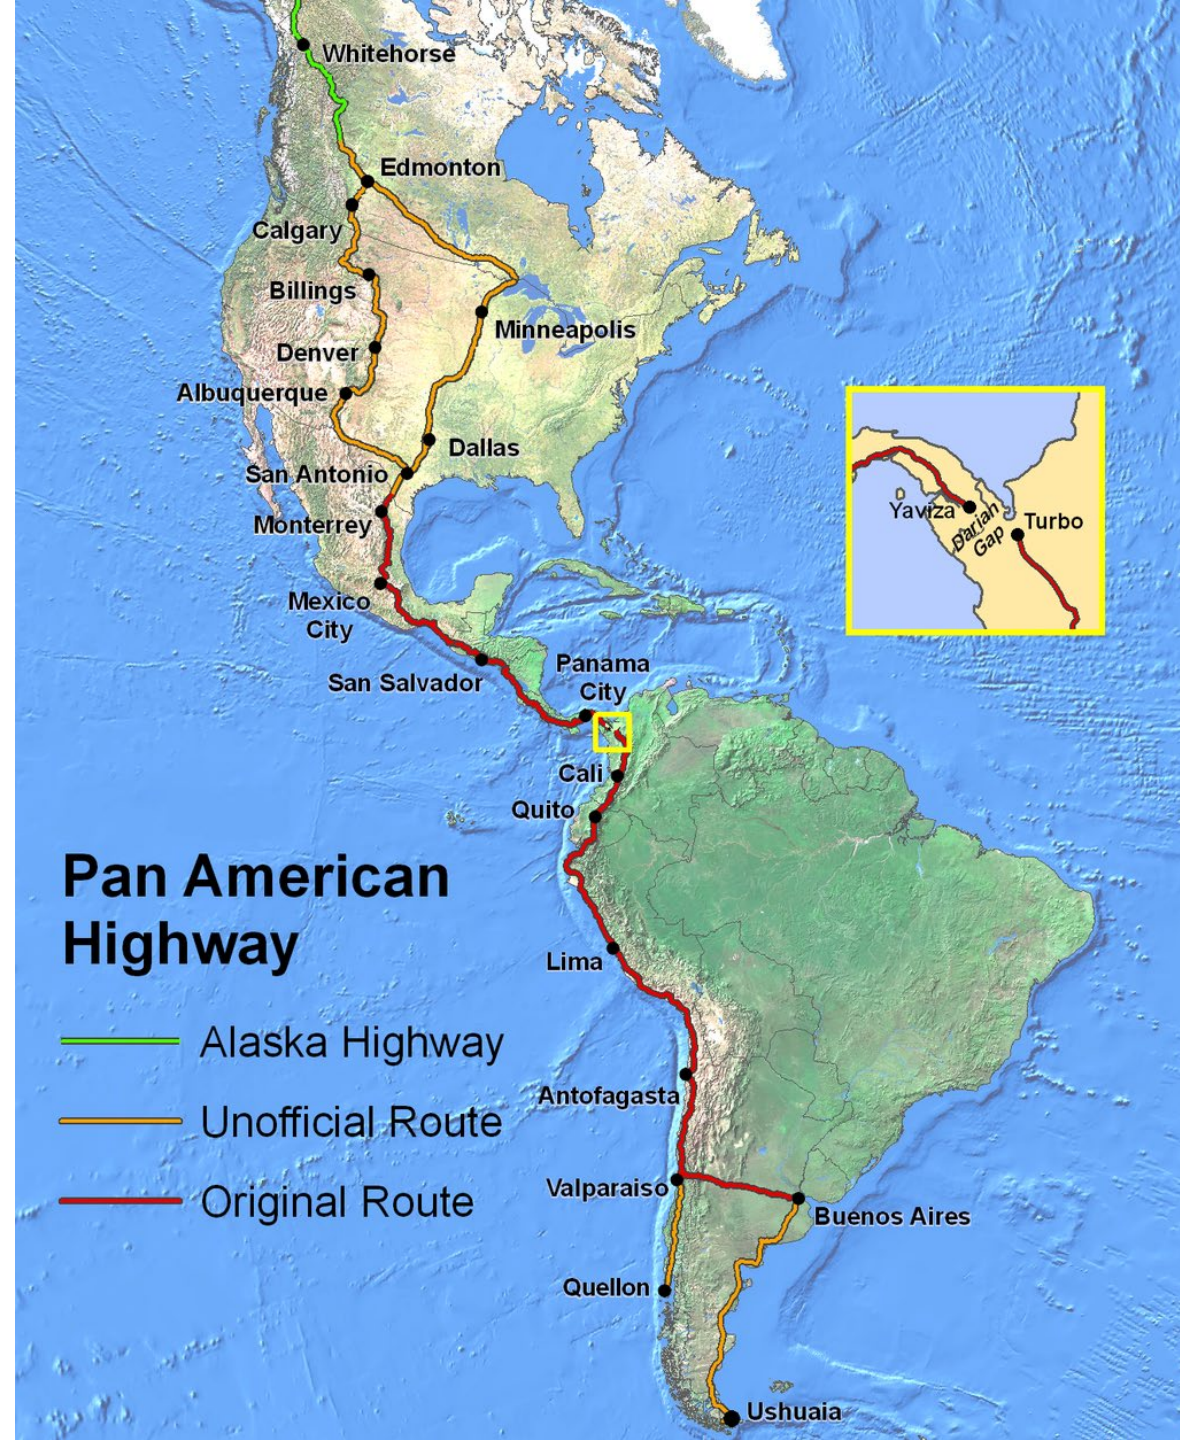 Whitehorse
Edmonton
Calgary
Billings
Minneapolis
Denver
Albuquerque
Dallas
San Antonio
Monterrey
Yaviza
Darian
Gap
Turbo
Mexico
City
San Salvador
Panama
City
Cali
Quito
Pan American
Highway
Lima
Alaska Highway
Antofagasta
Unofficial Route
Valparaiso
Original Route
Buenos Aires
Quellon
Ushuaia